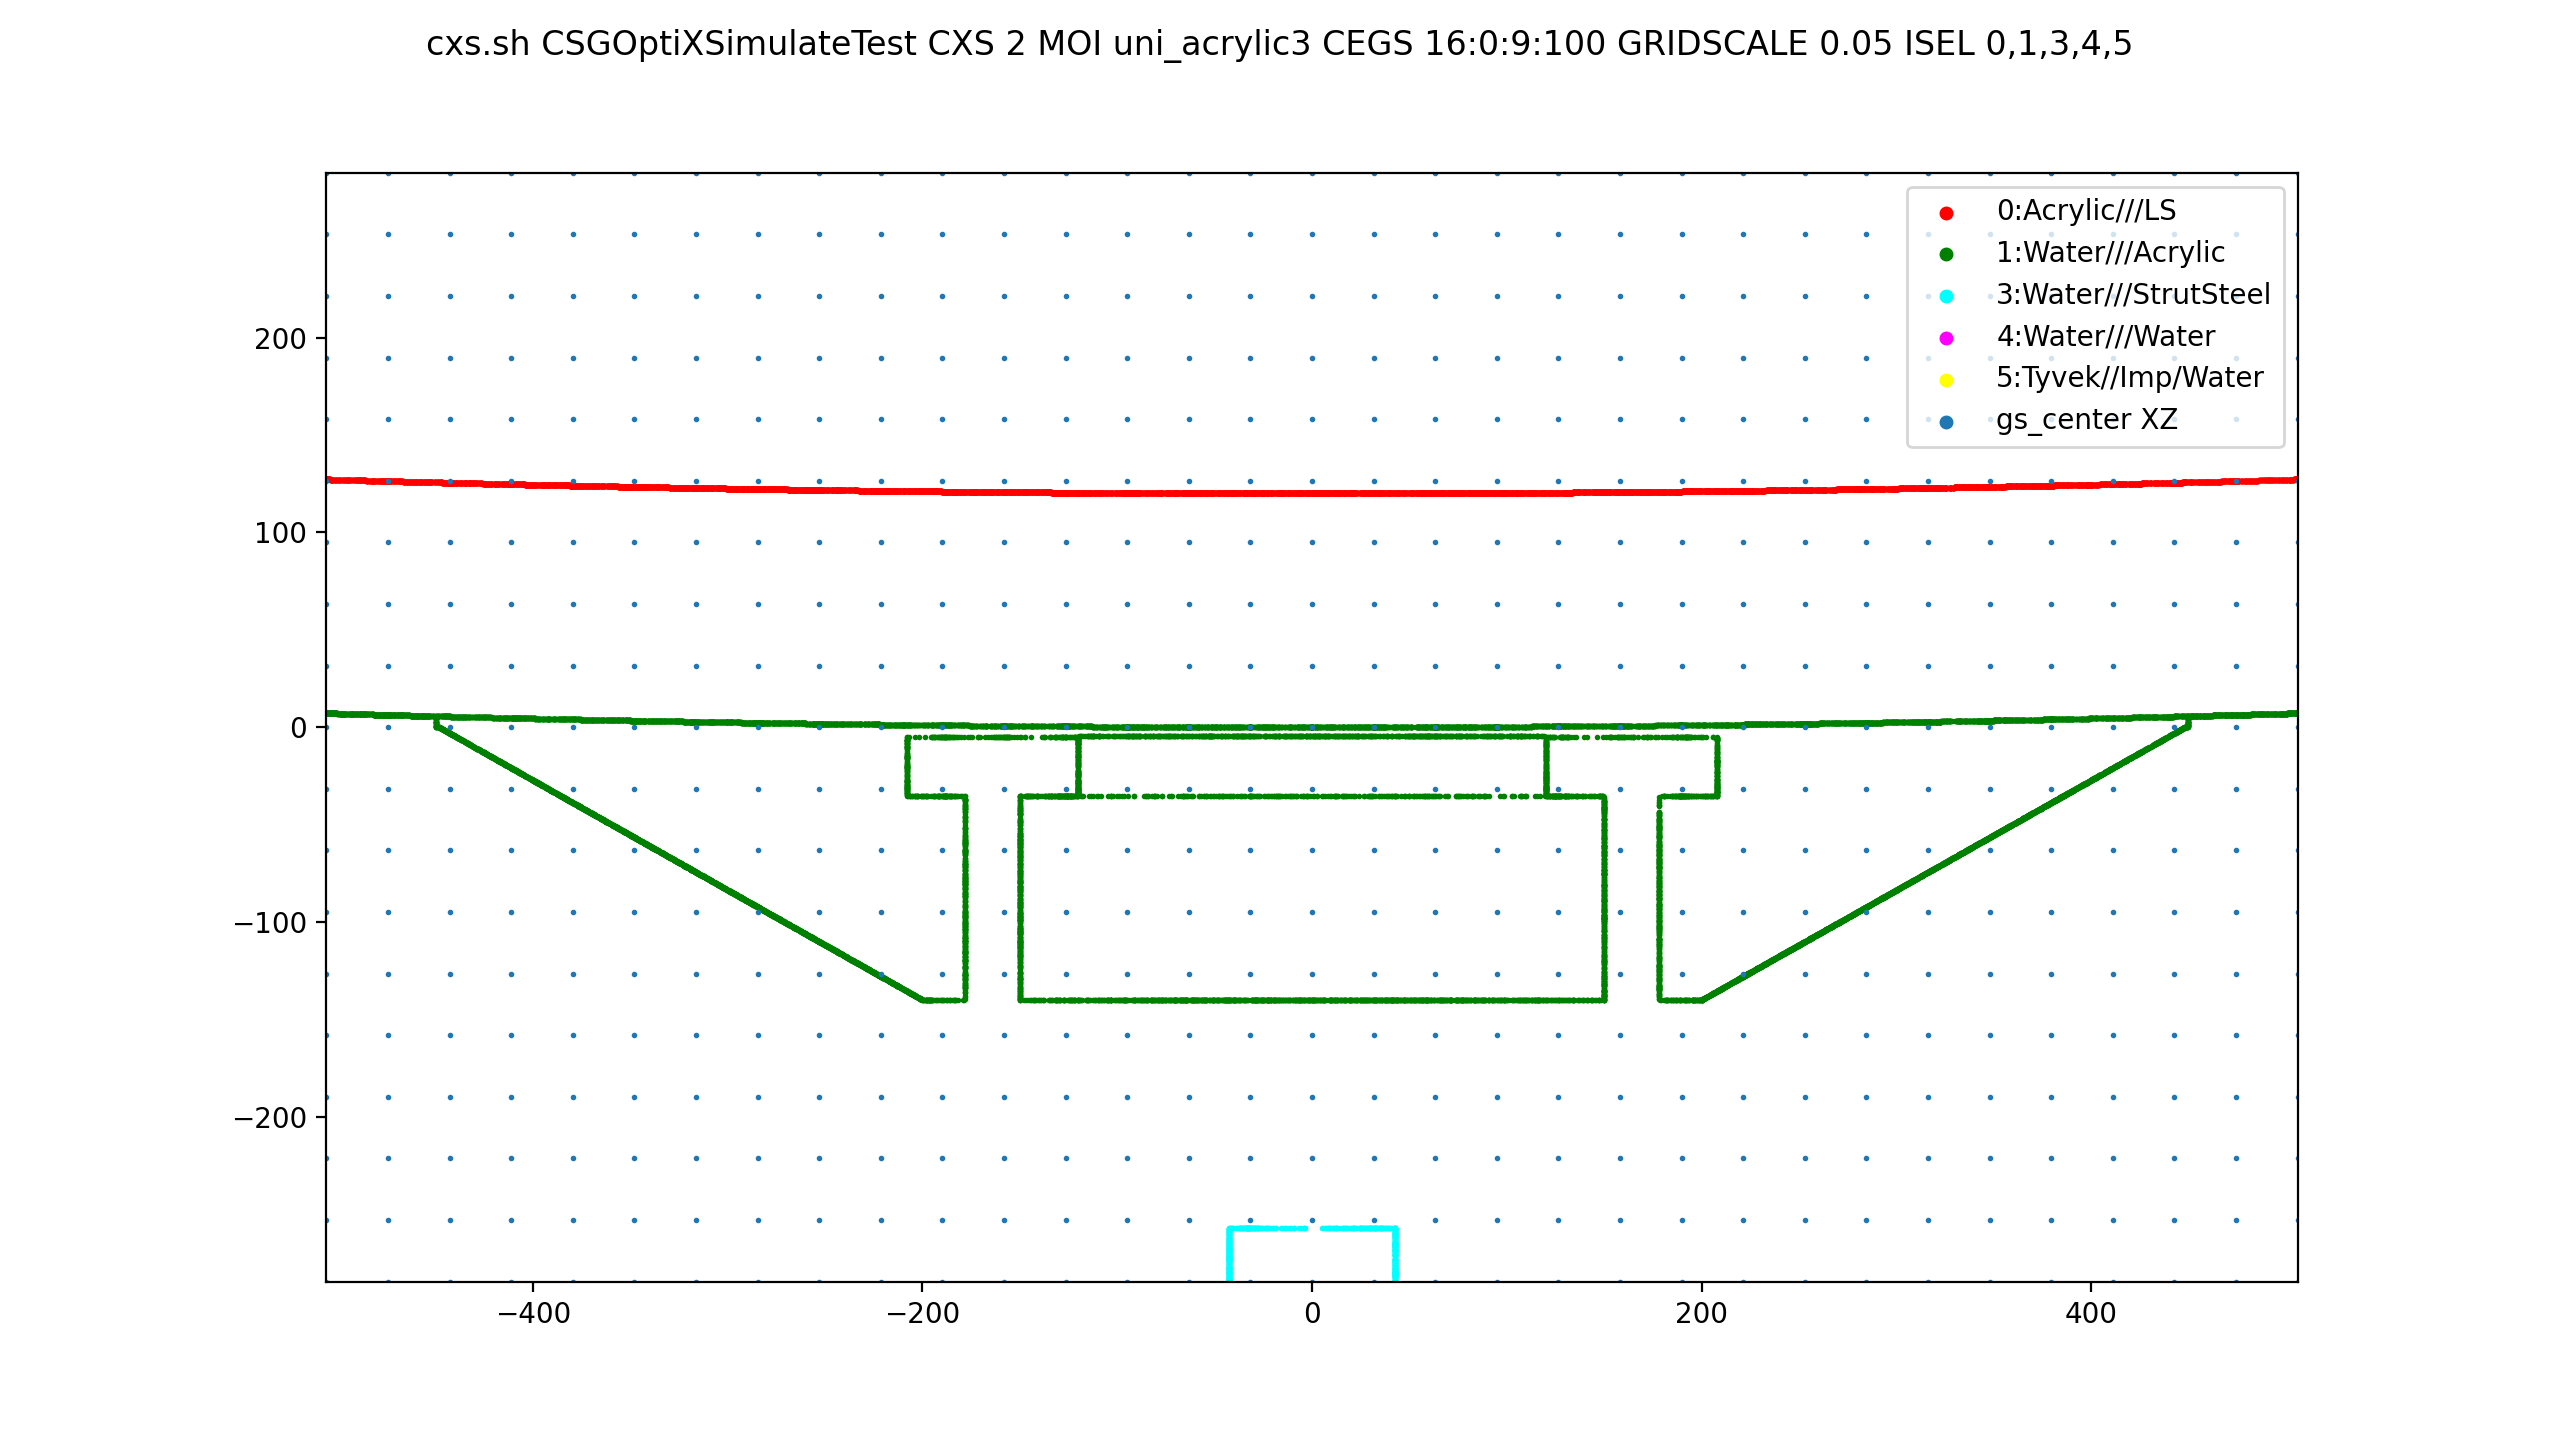 cxs.sh CSGOptiXSimulateTest CXS 2 MOI uni_acrylic3 CEGS 16:0:9:100 GRIDSCALE 0.05 ISEL 0,1,3,4,5
0:Acrylic///LS
1:Water///Acrylic
3:Water///StrutSteel
4:Water///Water
5:Tyvek//Imp/Water
gs_center XZ
200
100
0
−100
−200
−400 −200 0 200 400